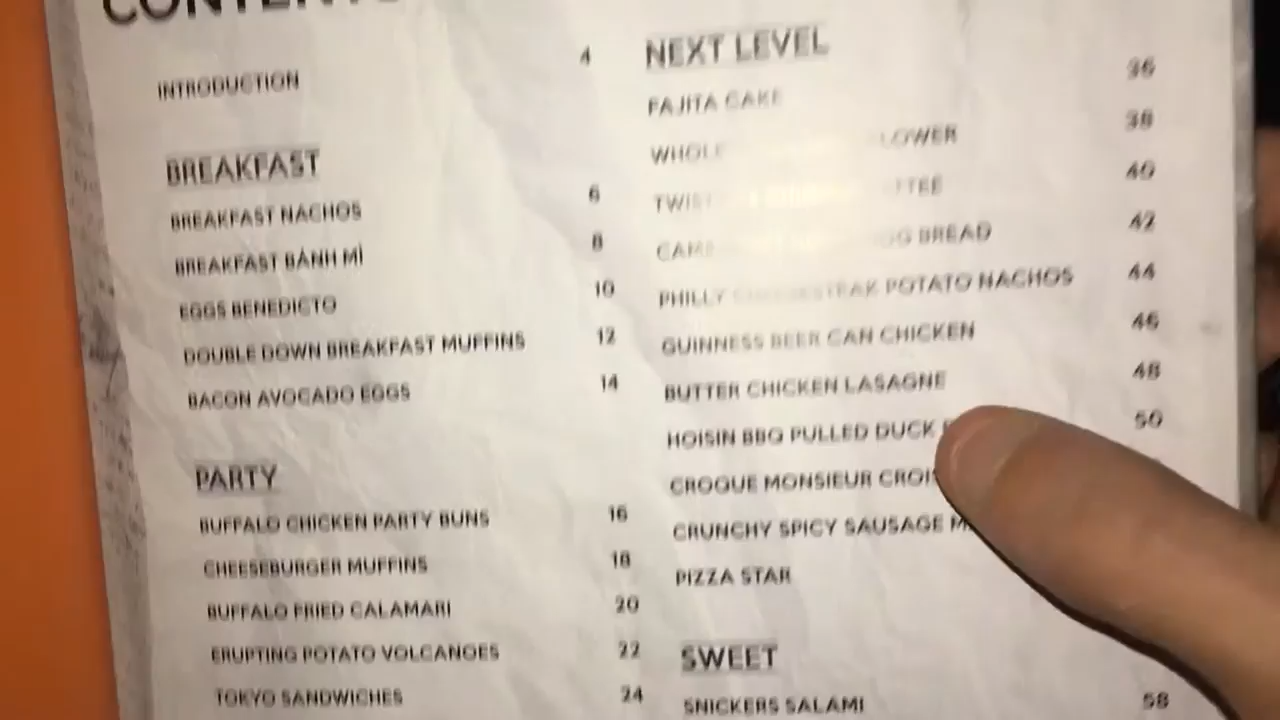 CONTENTS
INTRODUCTION 4
BREAKFAST
BREAKFAST NACHOS 6
BREAKFAST BÁNH MÌ 8
EGGS BENEDICTO 10
DOUBLE DOWN BREAKFAST MUFFINS 12
BACON AVOCADO EGGS 14
PARTY
BUFFALO CHICKEN PARTY BUNS 16
CHEESEBURGER MUFFINS 18
BUFFALO FRIED CALAMARI 20
ERUPTING POTATO VOLCANOES 22
TOKYO SANDWICHES 24
NEXT LEVEL
FAJITA CAKE 36
WHOLE 38
40
BREAD 42
PHILLY CHEESESTEAK POTATO NACHOS 44
GUINNESS BEER CAN CHICKEN 46
BUTTER CHICKEN LASAGNE 48
HOISIN BBQ PULLED DUCK 50
CROQUE MONSIEUR
CRUNCHY SPICY SAUSAGE
PIZZA STAR
SWEET
SNICKERS SALAMI 58